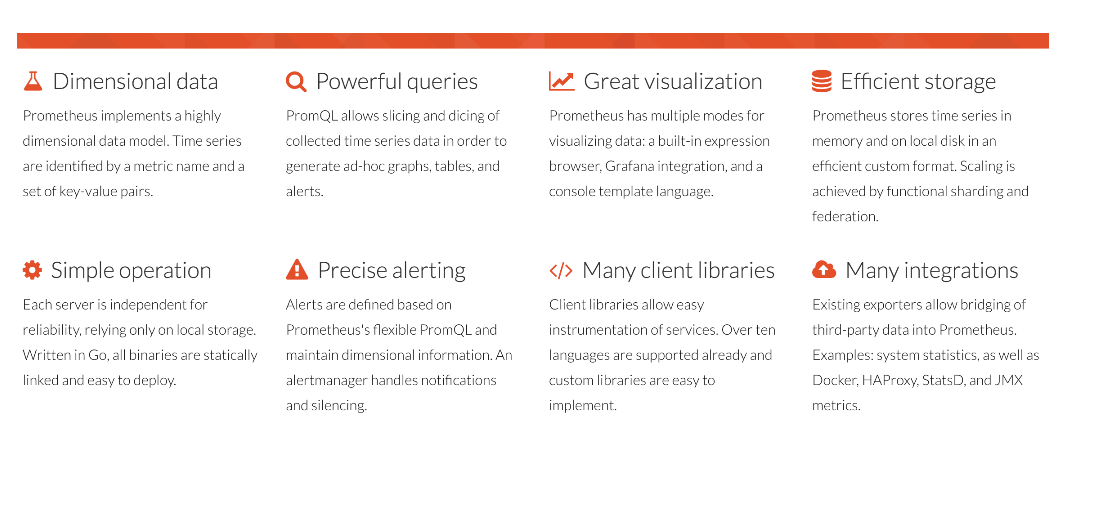 Dimensional data
Prometheus implements a highly
dimensional data model. Time series
are identified by a metric name and a
set of key-value pairs.
Powerful queries
PromQL allows slicing and dicing of
collected time series data in order to
generate ad-hoc graphs, tables, and
alerts.
Great visualization
Prometheus has multiple modes for
visualizing data: a built-in expression
browser, Grafana integration, and a
console template language.
Efficient storage
Prometheus stores time series in
memory and on local disk in an
efficient custom format. Scaling is
achieved by functional sharding and
federation.
Simple operation
Each server is independent for
reliability, relying only on local storage.
Written in Go, all binaries are statically
linked and easy to deploy.
Precise alerting
Alerts are defined based on
Prometheus's flexible PromQL and
maintain dimensional information. An
alertmanager handles notifications
and silencing.
Many client libraries
Client libraries allow easy
instrumentation of services. Over ten
languages are supported already and
custom libraries are easy to
implement.
Many integrations
Existing exporters allow bridging of
third-party data into Prometheus.
Examples: system statistics, as well as
Docker, HAProxy, StatsD, and JMX
metrics.